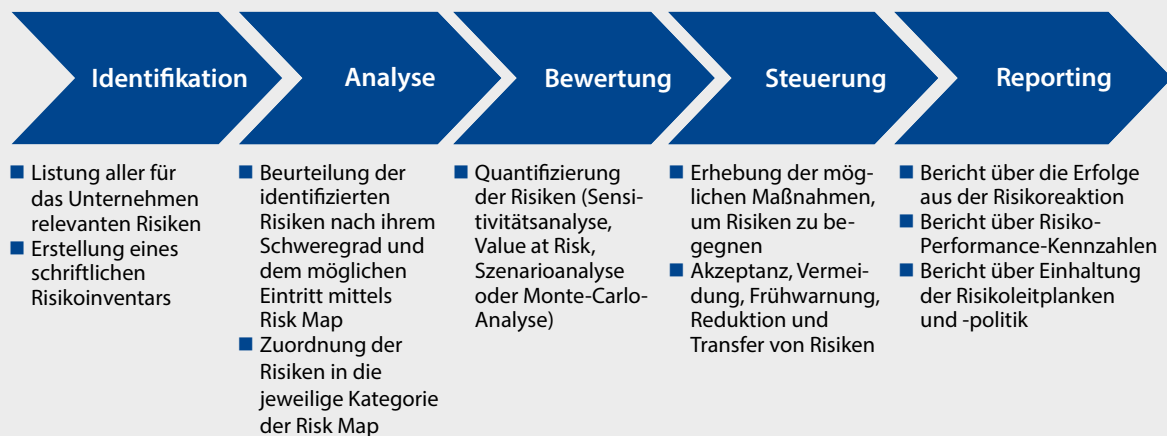 Identifikation
Analyse
Bewertung
Steuerung
Reporting
■ Listung aller für
das Unternehmen
relevanten Risiken
■ Erstellung eines
schriftlichen
Risikoinventars
■ Beurteilung der
identifizierten
Risiken nach ihrem
Schweregrad und
dem möglichen
Eintritt mittels
Risk Map
■ Zuordnung der
Risiken in die
jeweilige Kategorie
der Risk Map
■ Quantifizierung
der Risiken (Sensi-
tivitätsanalyse,
Value at Risk,
Szenarioanalyse
oder Monte-Carlo-
Analyse)
■ Erhebung der mög-
lichen Maßnahmen,
um Risiken zu be-
gegnen
■ Akzeptanz, Vermei-
dung, Frühwarnung,
Reduktion und
Transfer von Risiken
■ Bericht über die Erfolge
aus der Risikoreaktion
■ Bericht über Risiko-
Performance-Kennzahlen
■ Bericht über Einhaltung
der Risikoleitplanken
und -politik